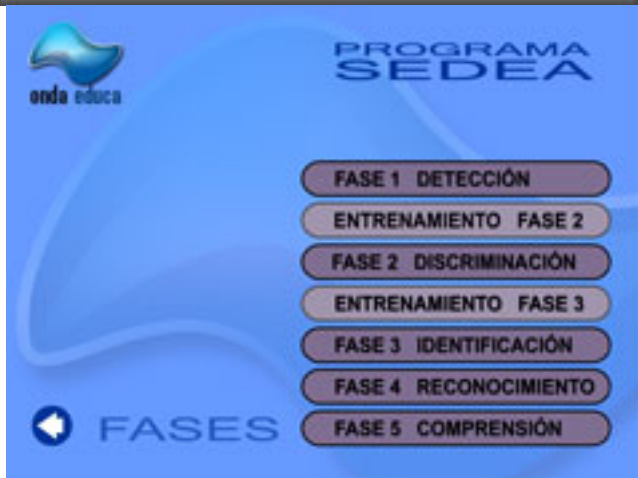 onda educa
PROGRAMA
SEDEA
FASE 1 DETECCIÓN
ENTRENAMIENTO FASE 2
FASE 2 DISCRIMINACIÓN
ENTRENAMIENTO FASE 3
FASE 3 IDENTIFICACIÓN
FASE 4 RECONOCIMIENTO
FASE 5 COMPRENSIÓN
FASES